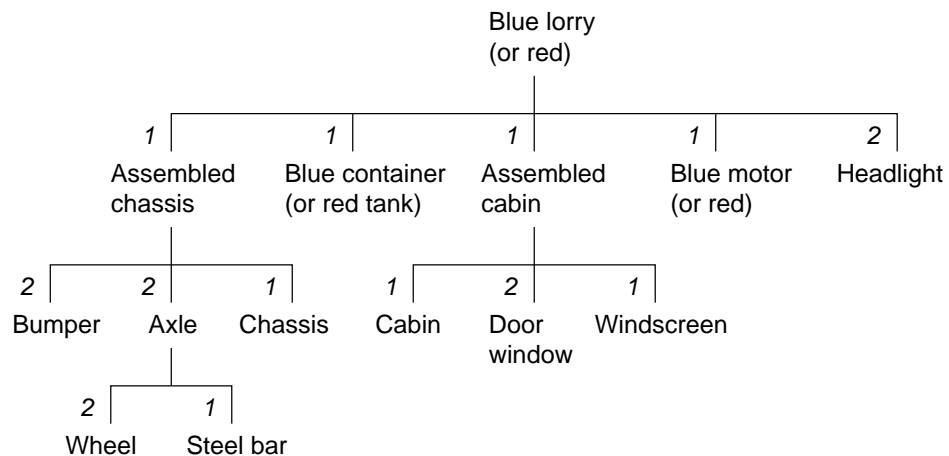 Blue lorry
(or red)
1 1 1 1 2
Assembled
chassis
Blue container
(or red tank)
Assembled
cabin
Blue motor
(or red)
Headlight
2 2 1 1 2 1
Bumper
Axle
Chassis
Cabin
Door
window
Windscreen
2 1
Wheel
Steel bar